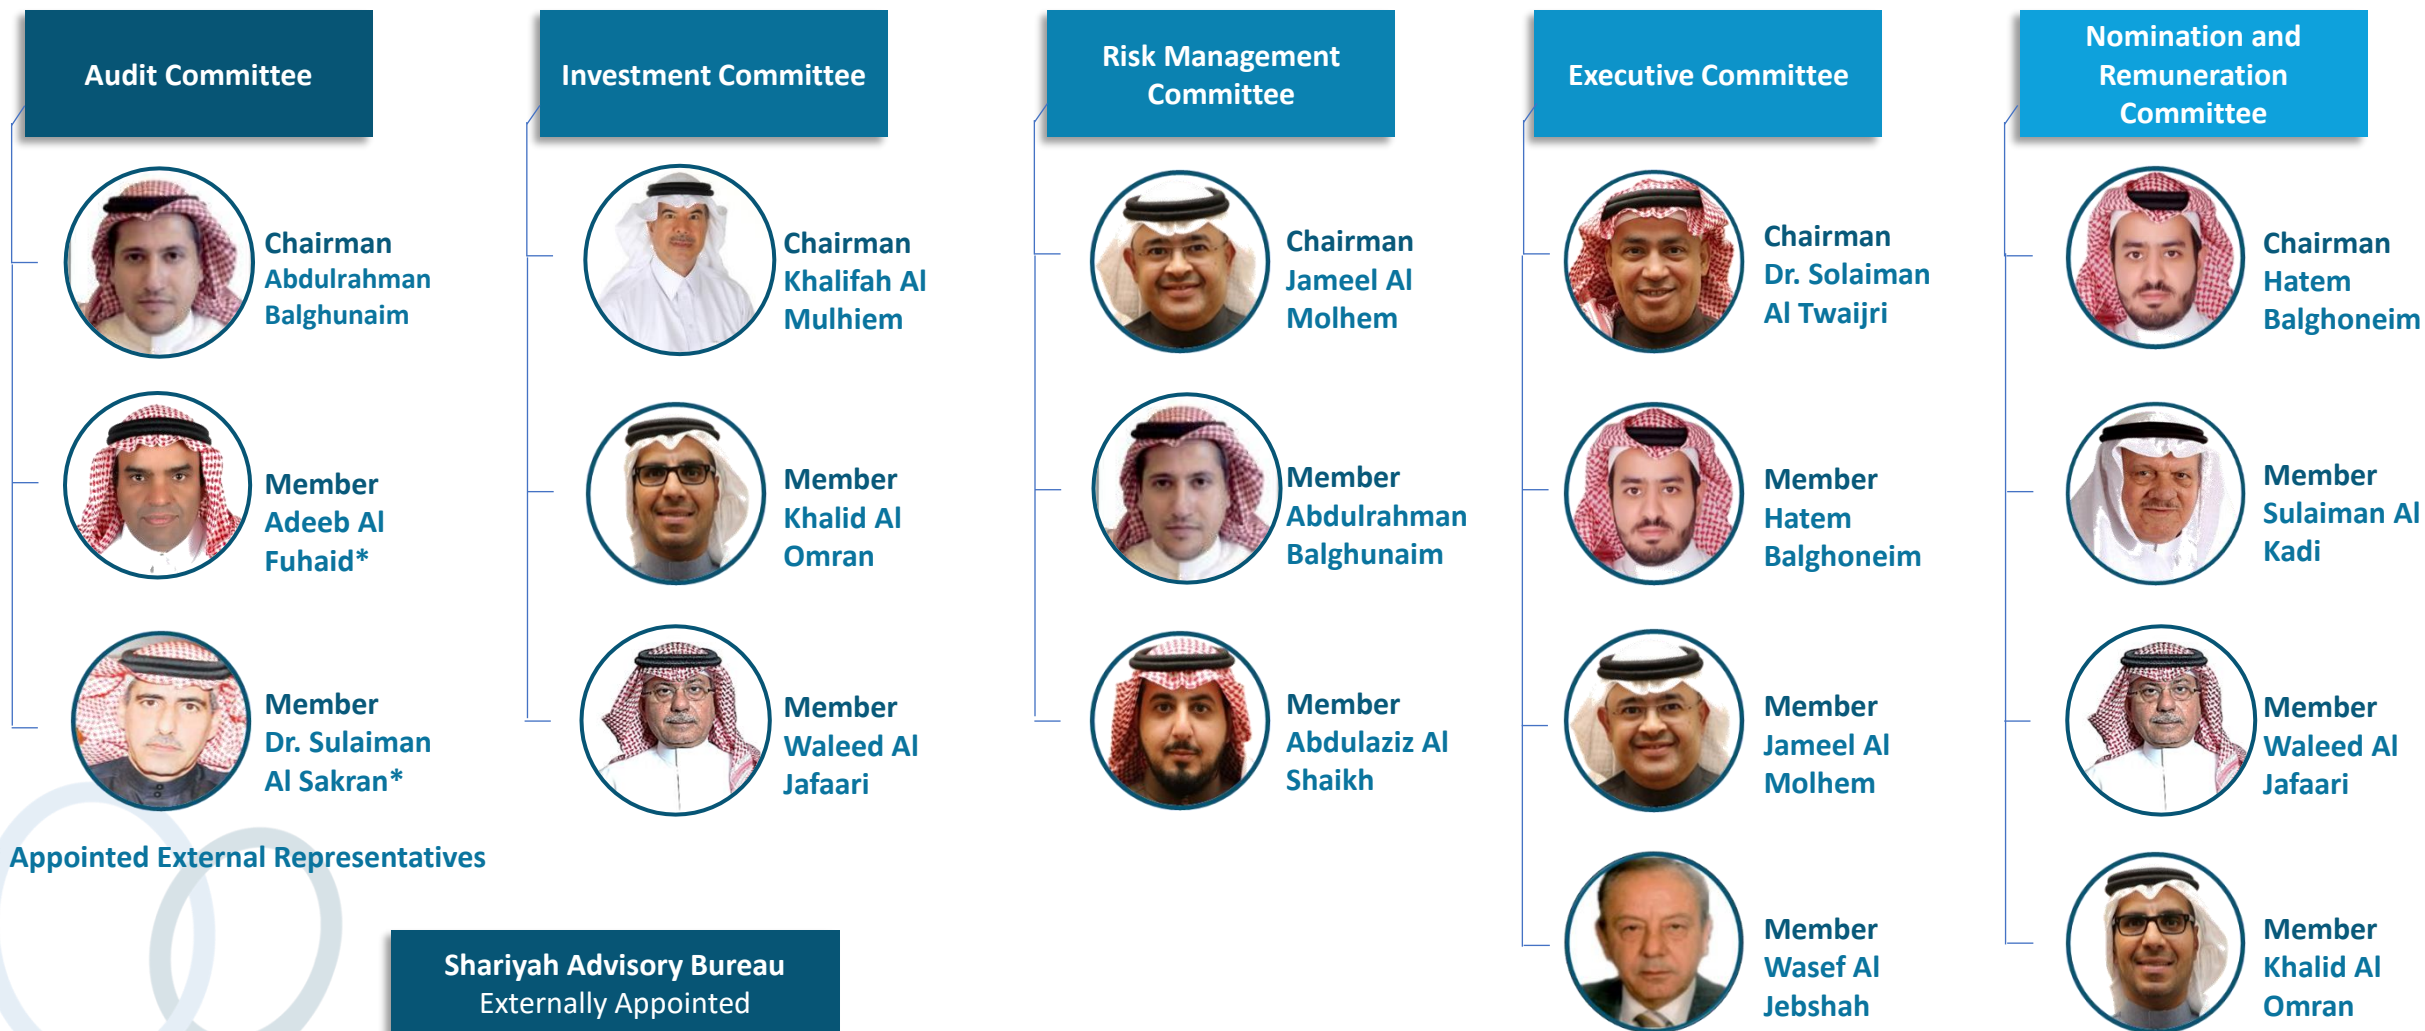 Audit Committee
Chairman
Abdulrahman
Balghunaim
Member
Adeeb Al
Fuhaid*
Member
Dr. Sulaiman
Al Sakran*
Appointed External Representatives
Investment Committee
Chairman
Khalifah Al
Mulhiem
Member
Khalid Al
Omran
Member
Waleed Al
Jafaari
Risk Management
Committee
Chairman
Jameel Al
Molhem
Member
Abdulrahman
Balghunaim
Member
Abdulaziz Al
Shaikh
Executive Committee
Chairman
Dr. Solaiman
Al Twaijri
Member
Hatem
Balghoneim
Member
Jameel Al
Molhem
Member
Wasef Al
Jebshah
Nomination and
Remuneration
Committee
Chairman
Hatem
Balghoneim
Member
Sulaiman Al
Kadi
Member
Waleed Al
Jafaari
Member
Khalid Al
Omran
Shariyah Advisory Bureau
Externally Appointed